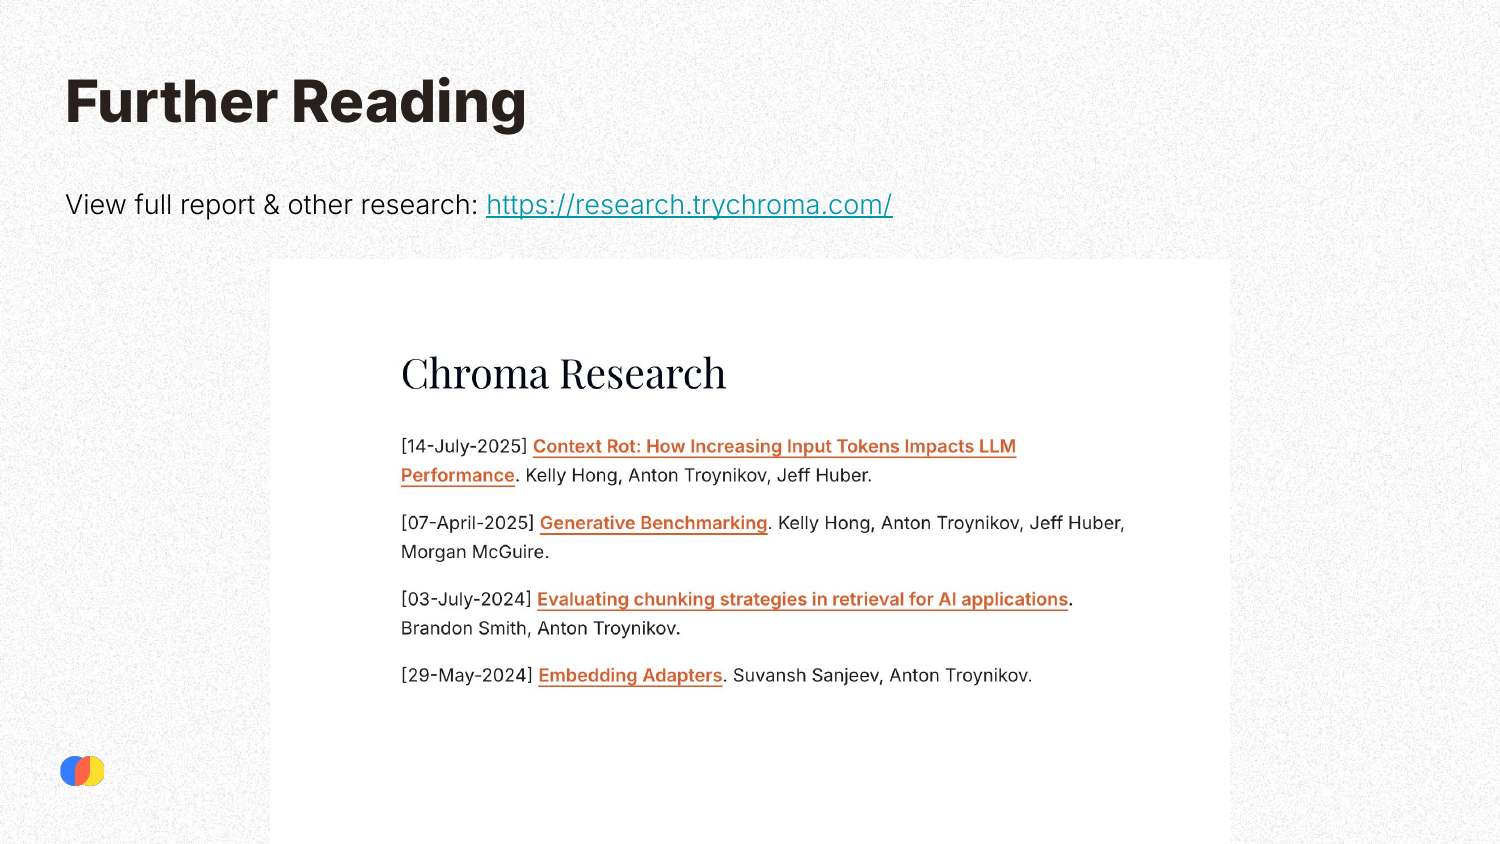 Further Reading
View full report & other research: https://research.trychroma.com/
Chroma Research
[14-July-2025] Context Rot: How Increasing Input Tokens Impacts LLM
Performance. Kelly Hong, Anton Troynikov, Jeff Huber.
[07-April-2025] Generative Benchmarking. Kelly Hong, Anton Troynikov, Jeff Huber,
Morgan McGuire.
[03-July-2024] Evaluating chunking strategies in retrieval for AI applications.
Brandon Smith, Anton Troynikov.
[29-May-2024] Embedding Adapters. Suvansh Sanjeev, Anton Troynikov.